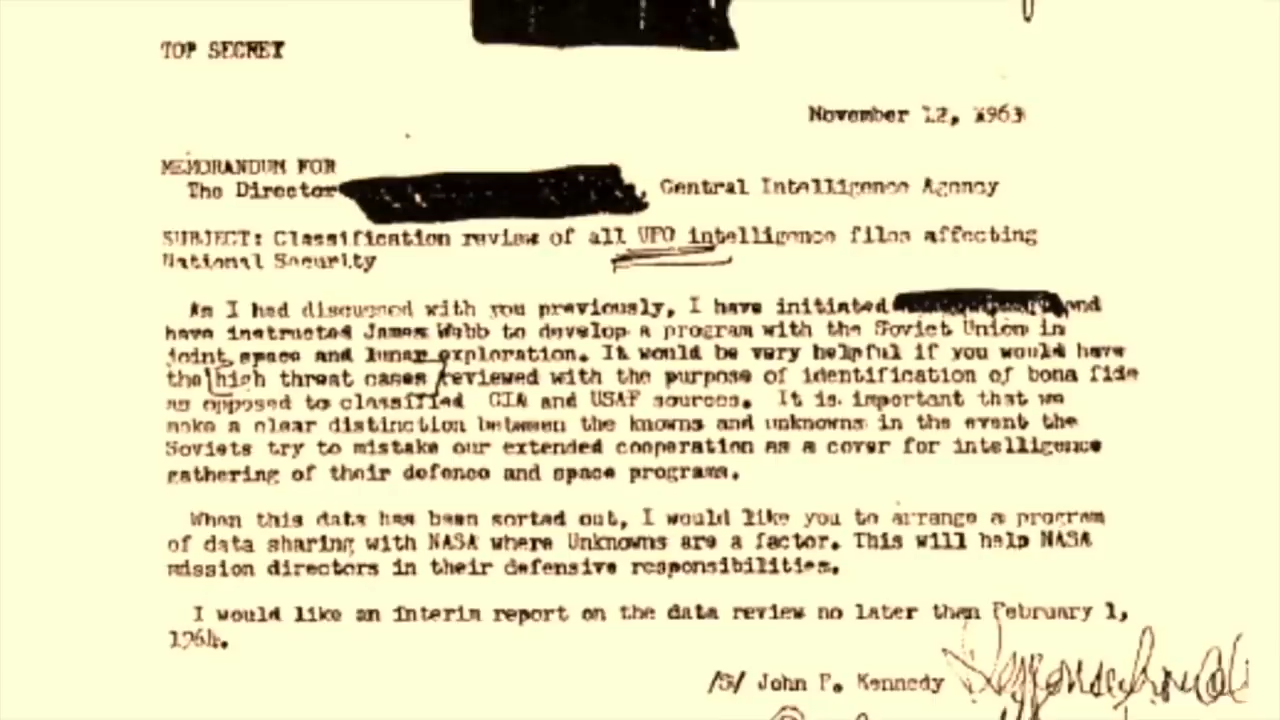 TOP SECRET
November 12, 1963
MEMORANDUM FOR
The Director , Central Intelligence Agency
SUBJECT: Classification review of all UFO intelligence files affecting
National Security
As I had discussed with you previously, I have initiated and
have instructed James Webb to develop a program with the Soviet Union in
joint space and lunar exploration. It would be very helpful if you would have
the high threat cases reviewed with the purpose of identification of bona fide
as opposed to classified CIA and USAF sources. It is important that we
make a clear distinction between the knowns and unknowns in the event the
Soviets try to mistake our extended cooperation as a cover for intelligence
gathering of their defence and space programs.
When this data has been sorted out, I would like you to arrange a program
of data sharing with NASA where Unknowns are a factor. This will help NASA
mission directors in their defensive responsibilities.
I would like an interim report on the data review no later than February 1,
1964.
/S/ John F. Kennedy